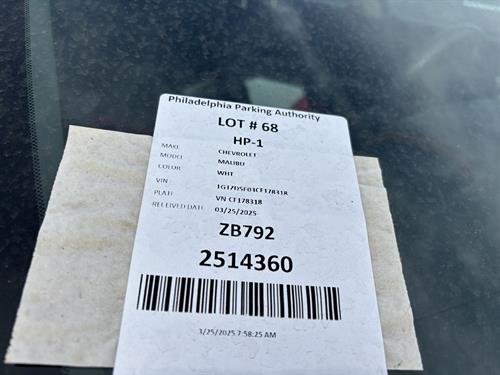 Philadelphia Parking Authority
LOT # 68
HP-1
MAKE CHEVROLET
MODEL MALIBU
COLOR WHT
VIN
PLATE VN CF178318
RECEIVED DATE 03/25/2025
ZB792
2514360
3/25/2025 7:58:25 AM